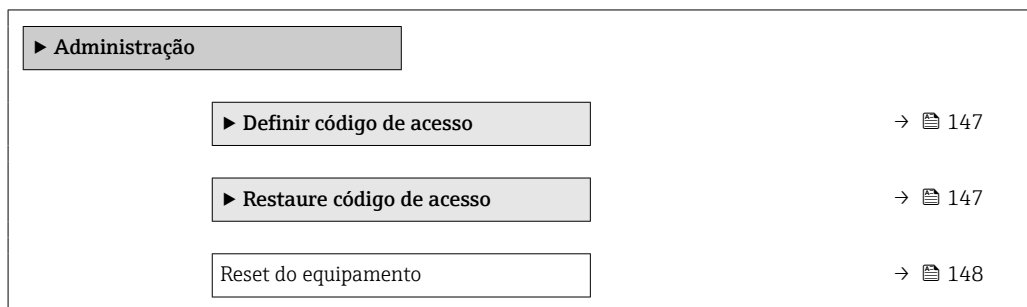 ▶ Administração
▶ Definir código de acesso → 147
▶ Restaure código de acesso → 147
Reset do equipamento → 148